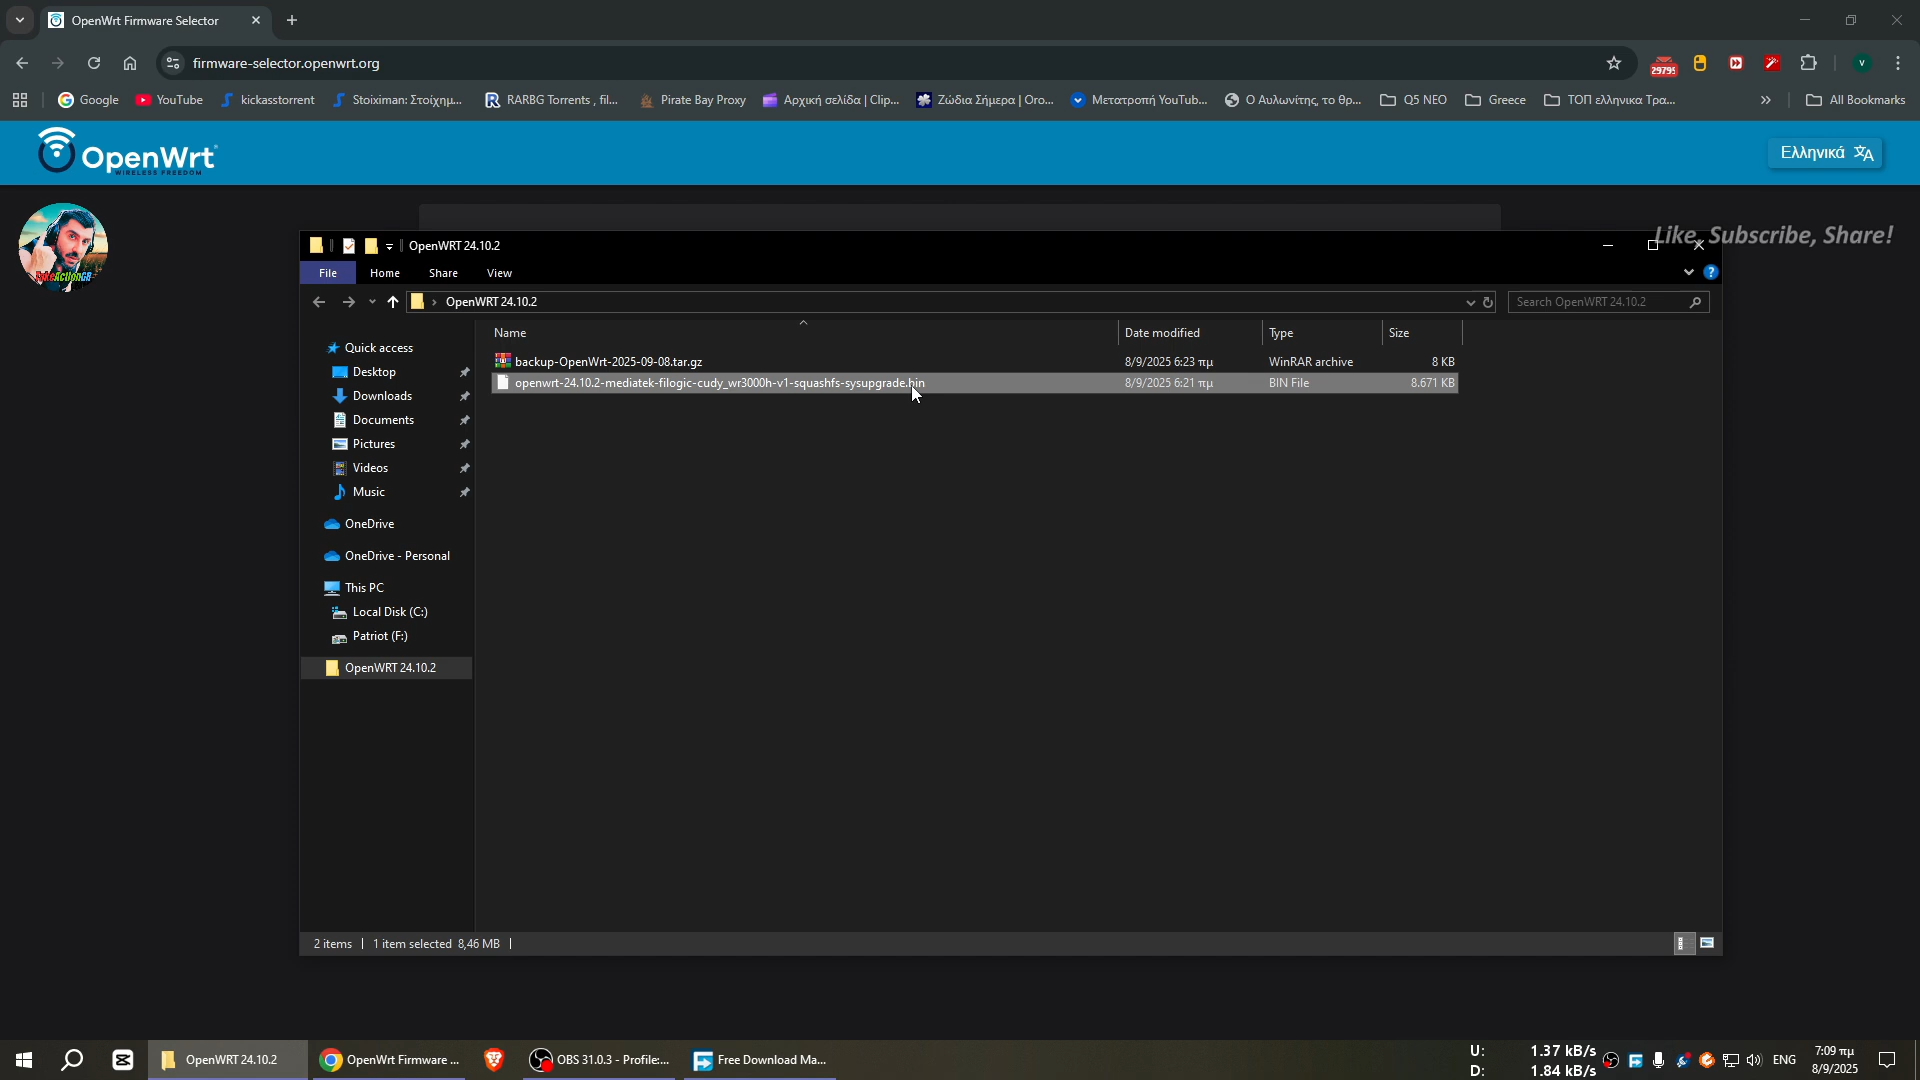 OpenWrt Firmware Selector
firmware-selector.openwrt.org
29795
Google
YouTube
kickasstorrent
Stoiximan: Στοίχημ...
RARBG Torrents , fil...
Pirate Bay Proxy
Αρχική σελίδα | Clip...
Ζώδια Σήμερα | Oro...
Μετατροπή YouTub...
Ο Αυλωνίτης, το θρ...
Q5 NEO
Greece
ΤΟΠ ελληνικα Τρα...
All Bookmarks
OpenWrt
WIRELESS FREEDOM
Ελληνικά
Like, Subscribe, Share!
OpenWRT 24.10.2
File
Home
Share
View
OpenWRT 24.10.2
Search OpenWRT 24.10.2
Name
Date modified
Type
Size
backup-OpenWrt-2025-09-08.tar.gz
8/9/2025 6:23 πμ
WinRAR archive
8 KB
openwrt-24.10.2-mediatek-filogic-cudy_wr3000h-v1-squashfs-sysupgrade.bin
8/9/2025 6:21 πμ
BIN File
8.671 KB
Quick access
Desktop
Downloads
Documents
Pictures
Videos
Music
OneDrive
OneDrive - Personal
This PC
Local Disk (C:)
Patriot (F:)
OpenWRT 24.10.2
2 items
1 item selected 8,46 MB
OpenWRT 24.10.2
OpenWrt Firmware ...
OBS 31.0.3 - Profile:...
Free Download Ma...
U: 1.37 kB/s
D: 1.84 kB/s
ENG
7:09 πμ
8/9/2025